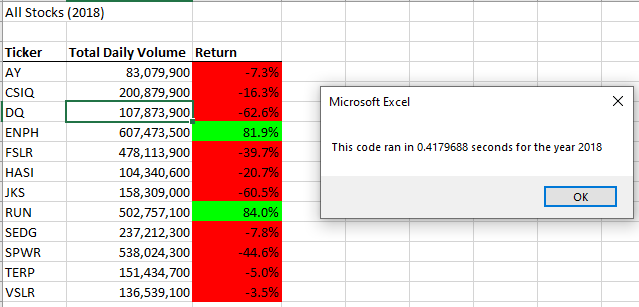 All Stocks (2018)
Ticker Total Daily Volume Return
AY 83,079,900 -7.3%
CSIQ 200,879,900 -16.3%
DQ 107,873,900 -62.6%
ENPH 607,473,500 81.9%
FSLR 478,113,900 -39.7%
HASI 104,340,600 -20.7%
JKS 158,309,000 -60.5%
RUN 502,757,100 84.0%
SEDG 237,212,300 -7.8%
SPWR 538,024,300 -44.6%
TERP 151,434,700 -5.0%
VSLR 136,539,100 -3.5%
Microsoft Excel
This code ran in 0.4179688 seconds for the year 2018
OK